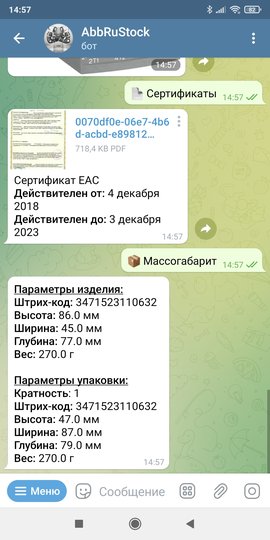 14:57
82
AbbRuStock
бот
2TI
14:57
Сертификаты
14:57
0070df0e-06e7-4b6
d-acbd-e89812...
718,4 KB PDF
Сертификат ЕАС
Действителен от: 4 декабря
2018
Действителен до: 3 декабря
2023
14:57
Массогабарит
14:57
Параметры изделия:
Штрих-код: 3471523110632
Высота: 86.0 мм
Ширина: 45.0 мм
Глубина: 77.0 мм
Вес: 270.0 г
Параметры упаковки:
Кратность: 1
Штрих-код: 3471523110632
Высота: 47.0 мм
Ширина: 87.0 мм
Глубина: 79.0 мм
Вес: 270.0 г
14:57
Меню
Сообщение